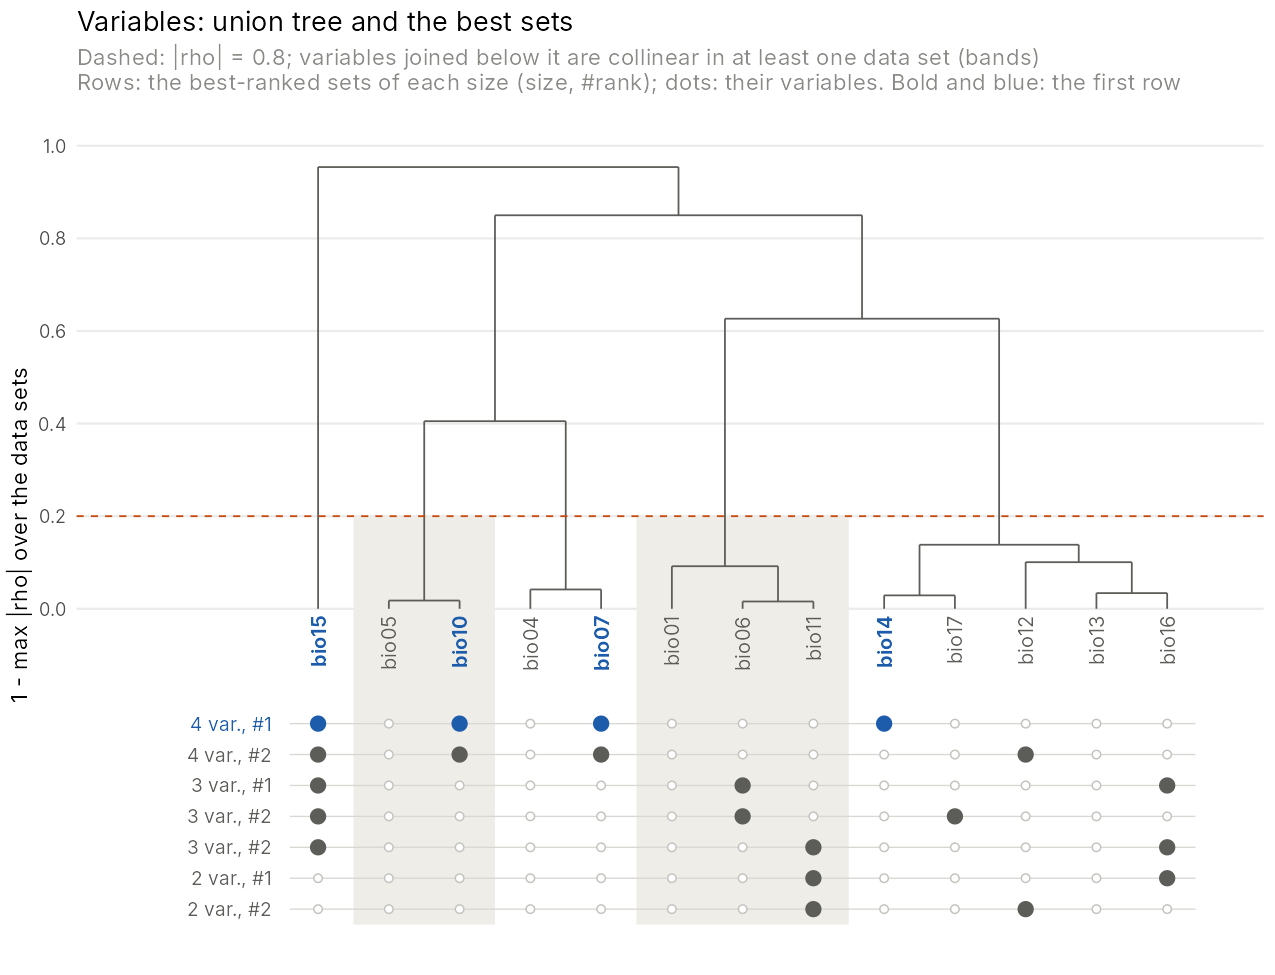 Variables: union tree and the best sets
Dashed: |rho| = 0.8; variables joined below it are collinear in at least one data set (bands)
Rows: the best-ranked sets of each size (size, #rank); dots: their variables. Bold and blue: the first row
1 - max |rho| over the data sets
1.0
0.8
0.6
0.4
0.2
0.0
bio15
bio05
bio10
bio04
bio07
bio01
bio06
bio11
bio14
bio17
bio12
bio13
bio16
4 var., #1
4 var., #2
3 var., #1
3 var., #2
3 var., #2
2 var., #1
2 var., #2